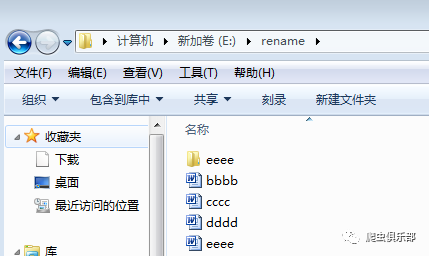 计算机 新加卷 (E:) rename
文件(F) 编辑(E) 查看(V) 工具(T) 帮助(H)
组织 包含到库中 共享 刻录 新建文件夹
收藏夹
下载
桌面
最近访问的位置
库
名称
eeee
bbbb
cccc
dddd
eeee
爬虫俱乐部